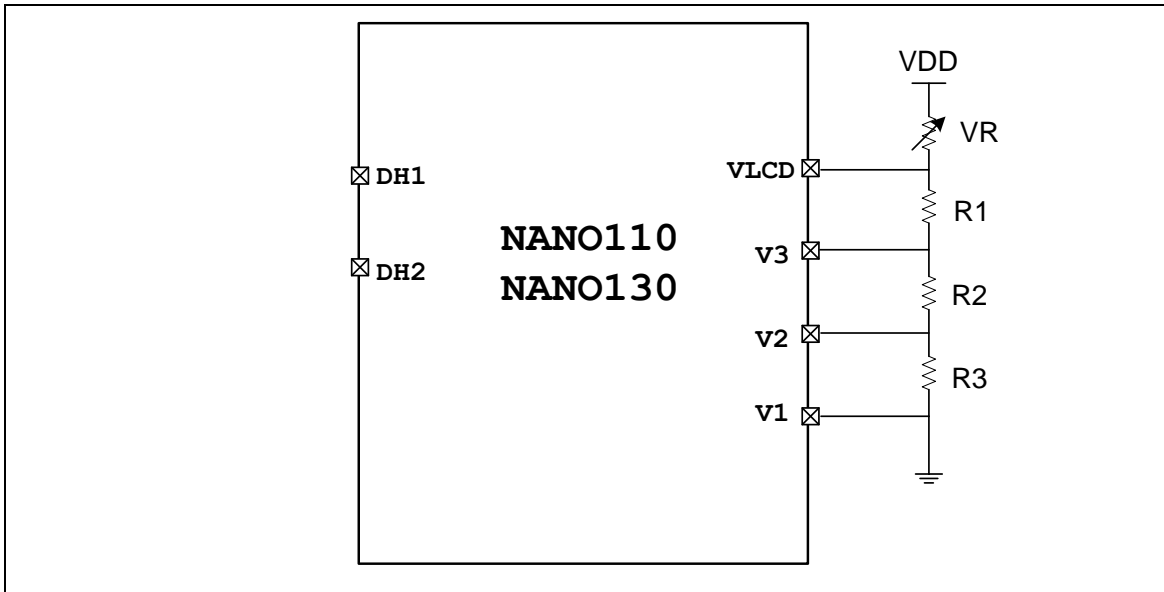 VDD
VR
DH1
VLCD
R1
NANO110
V3
DH2
NANO130
R2
V2
R3
V1